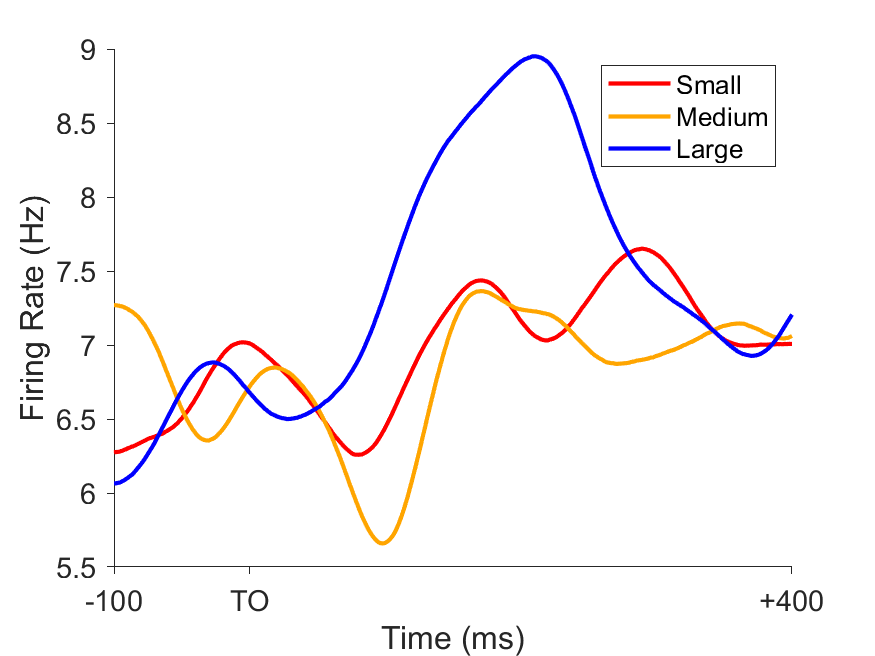 9
8.5
8
7.5
7
6.5
6
5.5
Firing Rate (Hz)
Small
Medium
Large
-100
TO
+400
Time (ms)